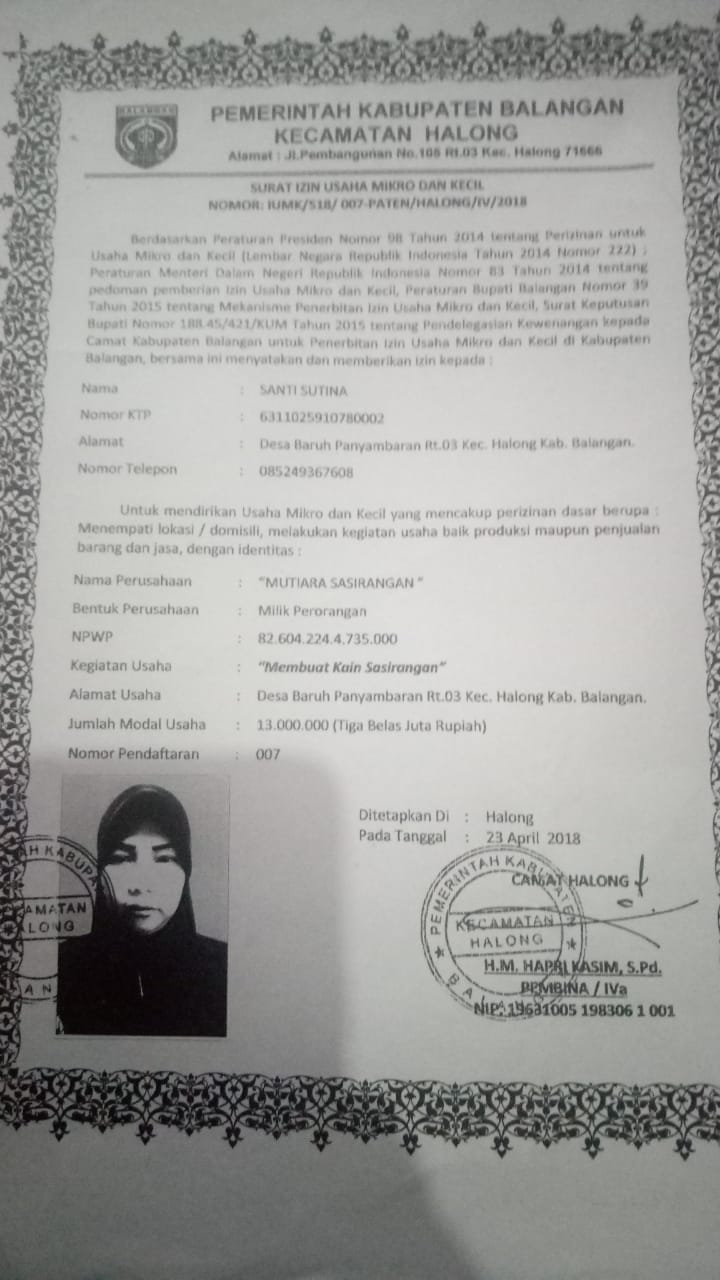 BALANGAN
PEMERINTAH KABUPATEN BALANGAN
KECAMATAN HALONG
Alamat : Jl.Pembangunan No.105 Rt.03 Kec. Halong 71666
SURAT IZIN USAHA MIKRO DAN KECIL
NOMOR: IUMK/518/ 007-PATEN/HALONG/IV/2018
Berdasarkan Peraturan Presiden Nomor 98 Tahun 2014 tentang Perizinan untuk
Usaha Mikro dan Kecil (Lembar Negara Republik Indonesia Tahun 2014 Nomor 222) ;
Peraturan Menteri Dalam Negeri Republik Indonesia Nomor 83 Tahun 2014 tentang
pedoman pemberian Izin Usaha Mikro dan Kecil, Peraturan Bupati Balangan Nomor 39
Tahun 2015 tentang Mekanisme Penerbitan Izin Usaha Mikro dan Kecil, Surat Keputusan
Bupati Nomor 188.45/421/KUM Tahun 2015 tentang Pendelegasian Kewenangan kepada
Camat Kabupaten Balangan untuk Penerbitan Izin Usaha Mikro dan Kecil di Kabupaten
Balangan, bersama ini menyatakan dan memberikan izin kepada :
Nama : SANTI SUTINA
Nomor KTP : 6311025910780002
Alamat : Desa Baruh Panyambaran Rt.03 Kec. Halong Kab. Balangan.
Nomor Telepon : 085249367608
Untuk mendirikan Usaha Mikro dan Kecil yang mencakup perizinan dasar berupa :
Menempati lokasi / domisili, melakukan kegiatan usaha baik produksi maupun penjualan
barang dan jasa, dengan identitas :
Nama Perusahaan : "MUTIARA SASIRANGAN "
Bentuk Perusahaan : Milik Perorangan
NPWP : 82.604.224.4.735.000
Kegiatan Usaha : "Membuat Kain Sasirangan"
Alamat Usaha : Desa Baruh Panyambaran Rt.03 Kec. Halong Kab. Balangan.
Jumlah Modal Usaha : 13.000.000 (Tiga Belas Juta Rupiah)
Nomor Pendaftaran : 007
Ditetapkan Di : Halong
Pada Tanggal : 23 April 2018
CAMAT HALONG
H.M. HAPRI KASIM, S.Pd.
PEMBINA / IVa
NIP. 19631005 198306 1 001
PEMERINTAH KABUPATEN
KECAMATAN
HALONG
AH KABUPA
AMATAN
LONG
AN